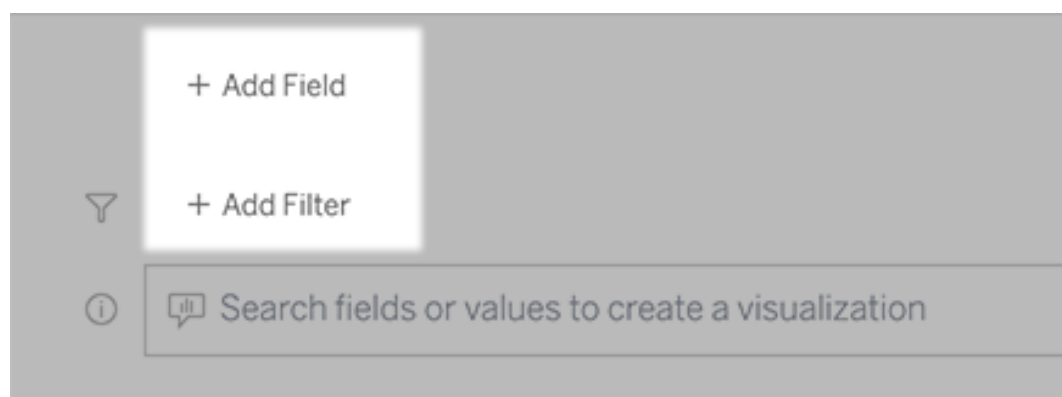 + Add Field
+ Add Filter
Search fields or values to create a visualization